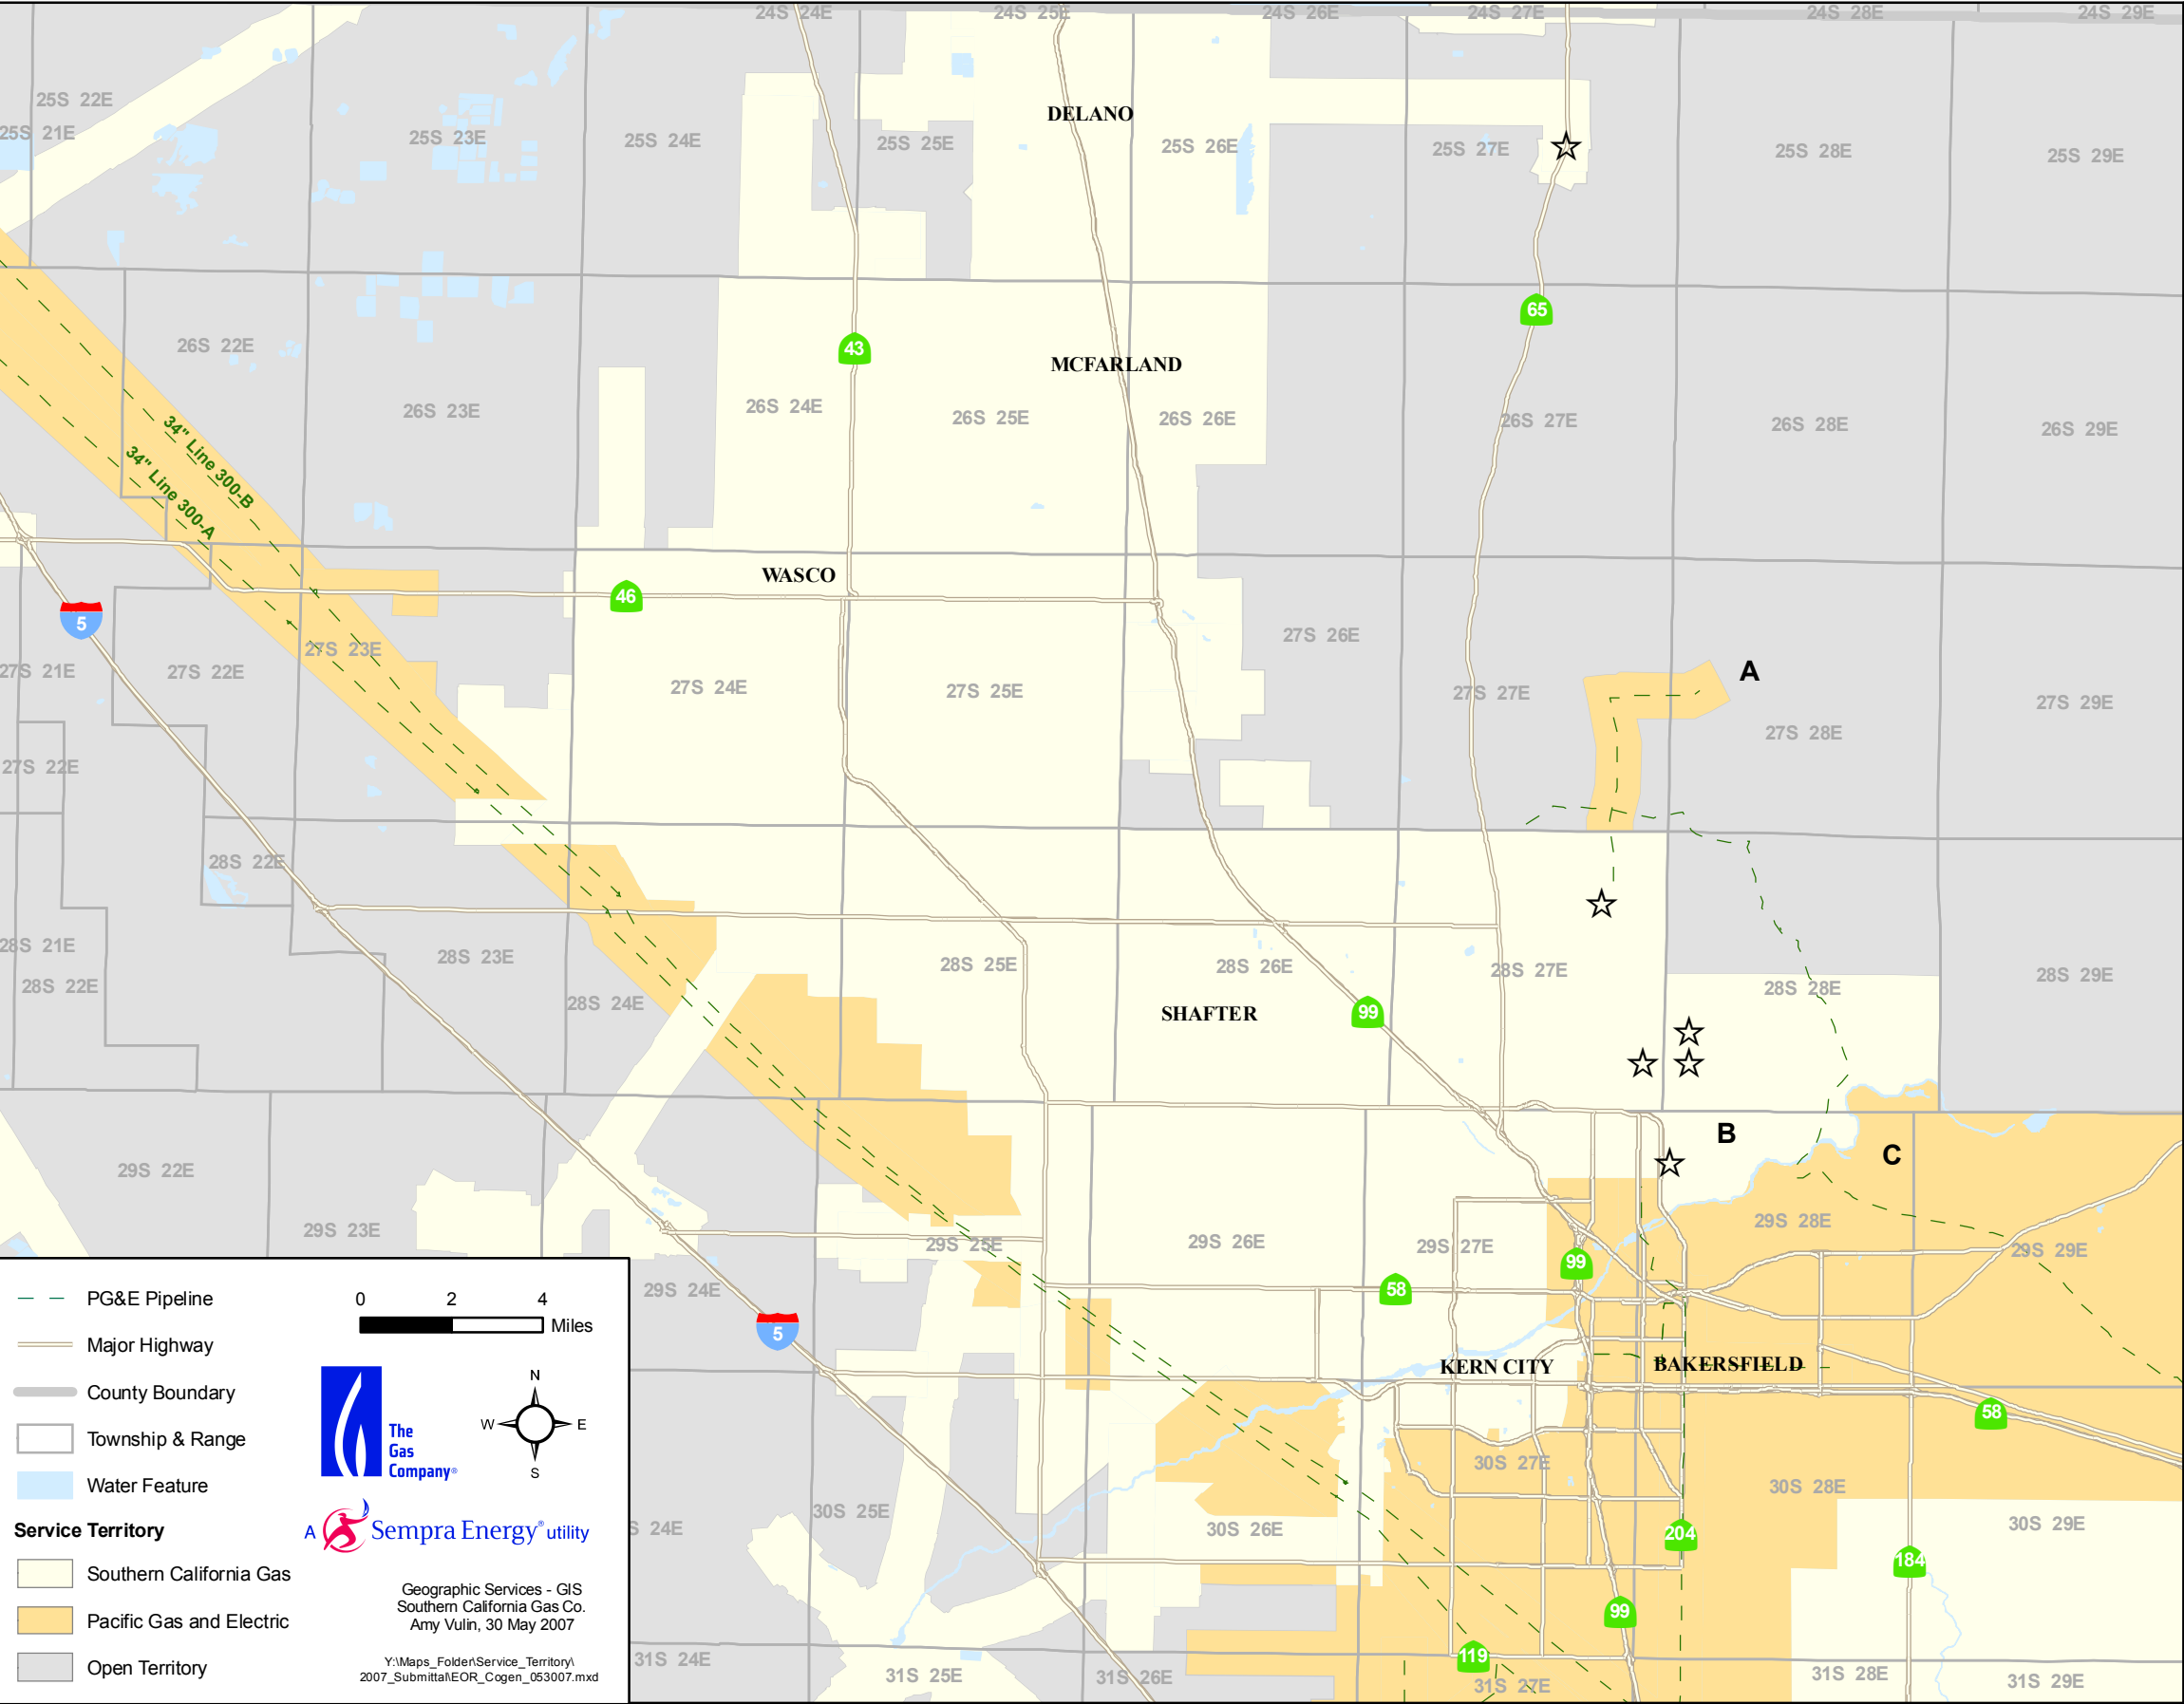 24S 24E
24S 25E
24S 26E
24S 27E
24S 28E
24S 29E
25S 22E
25S 21E
25S 23E
25S 24E
DELANO
25S 25E
25S 26E
25S 27E
25S 28E
25S 29E
65
26S 22E
43
MCFARLAND
26S 23E
26S 24E
26S 25E
26S 26E
26S 27E
26S 28E
26S 29E
34" Line 300-B
34" Line 300-A
WASCO
46
5
27S 23E
27S 26E
27S 21E
27S 22E
27S 24E
27S 25E
27S 27E
A
27S 28E
27S 29E
27S 22E
28S 22E
28S 21E
28S 22E
28S 23E
28S 24E
28S 25E
28S 26E
28S 27E
28S 28E
28S 29E
SHAFTER
99
B
C
29S 22E
29S 23E
29S 25E
29S 26E
29S 27E
29S 28E
29S 29E
99
58
29S 24E
5
KERN CITY
BAKERSFIELD
58
30S 27E
30S 28E
30S 25E
S 24E
30S 26E
30S 29E
204
184
99
119
31S 24E
31S 25E
31S 26E
31S 27E
31S 28E
31S 29E
PG&E Pipeline
Major Highway
County Boundary
Township & Range
Water Feature
Service Territory
Southern California Gas
Pacific Gas and Electric
Open Territory
0 2 4
Miles
The
Gas
Company®
N
W E
S
A Sempra Energy® utility
Geographic Services - GIS
Southern California Gas Co.
Amy Vulin, 30 May 2007
Y:\Maps_Folder\Service_Territory\
2007_Submittal\EOR_Cogen_053007.mxd